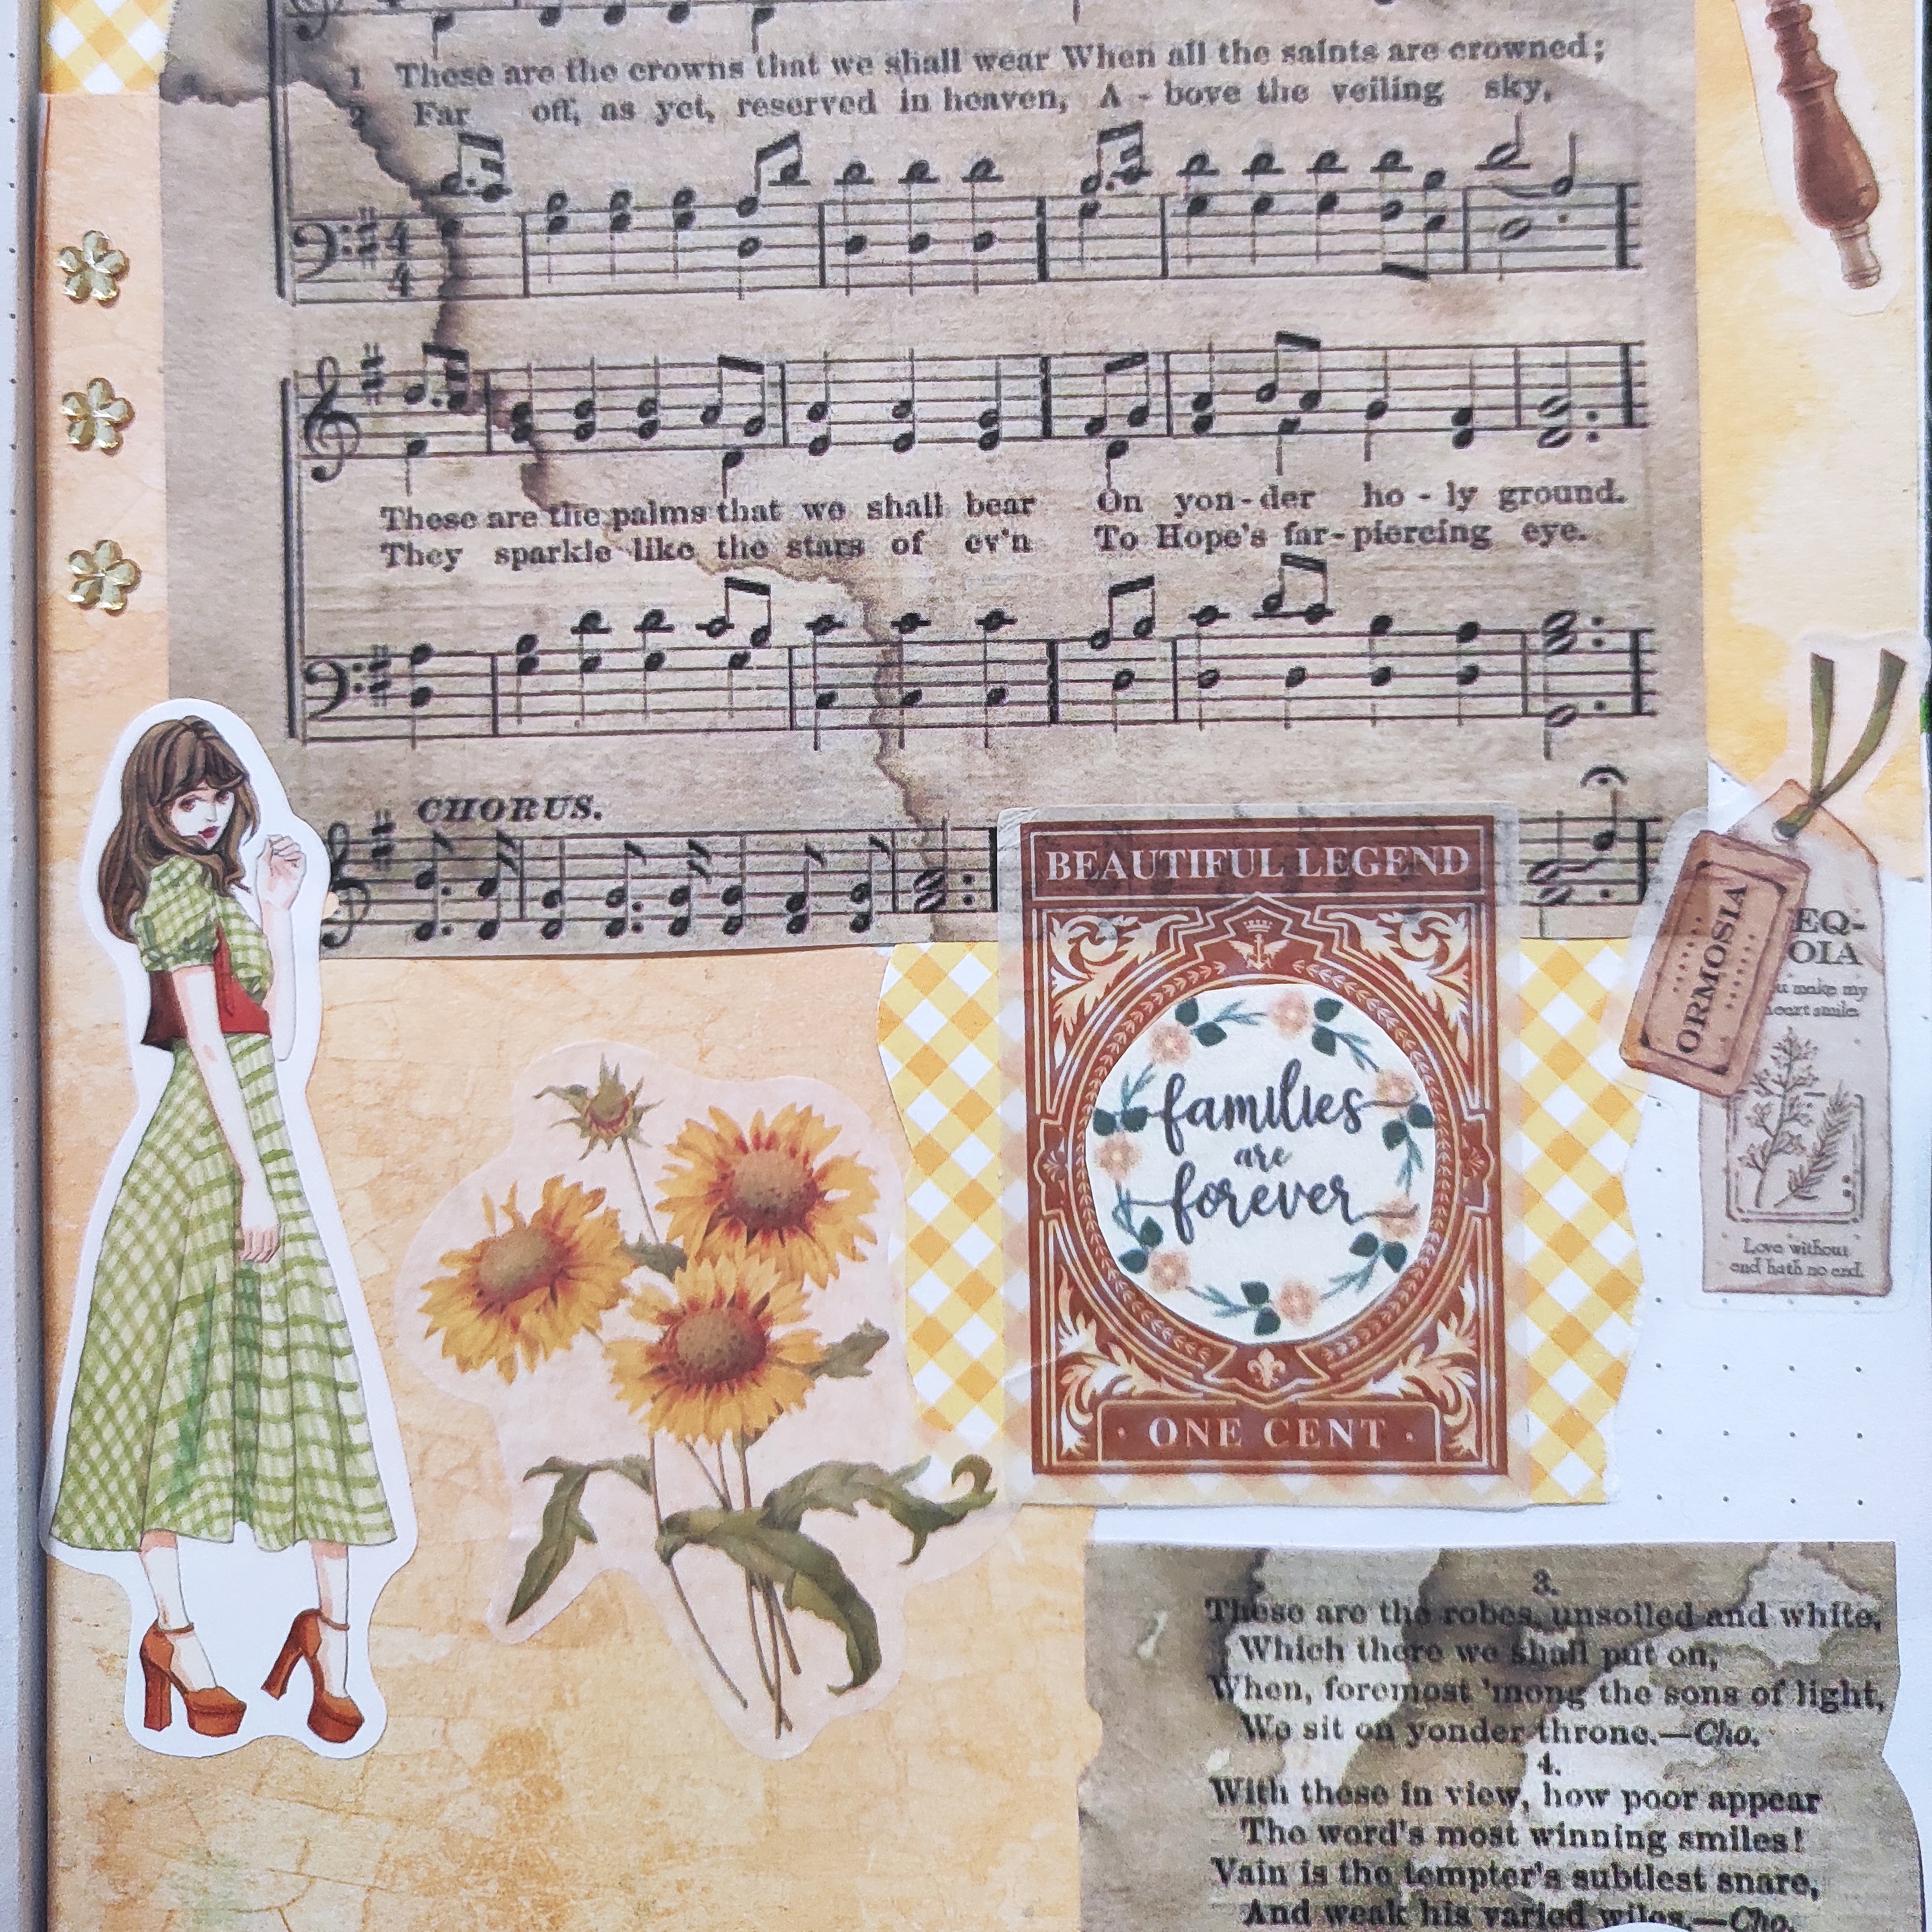 1 These are the crowns that we shall wear When all the saints are crowned;
2 Far off, as yet, reserved in heaven, A - bove the veiling sky,
These are the palms that we shall bear On yon - der ho - ly ground.
They sparkle like the stars of ev'n To Hope's far - piercing eye.
CHORUS.
BEAUTIFUL LEGEND
families
are
forever
ONE CENT
ORMOSIA
EQ-
OIA
make my
smile
Love without
end hath no end.
3.
These are the robes, unsoiled and white,
Which there we shall put on,
When, foremost 'mong the sons of light,
We sit on yonder throne.—Cho.
4.
With these in view, how poor appear
The word's most winning smiles!
Vain is the tempter's subtlest snare,
And weak his varied wiles.—Cho.